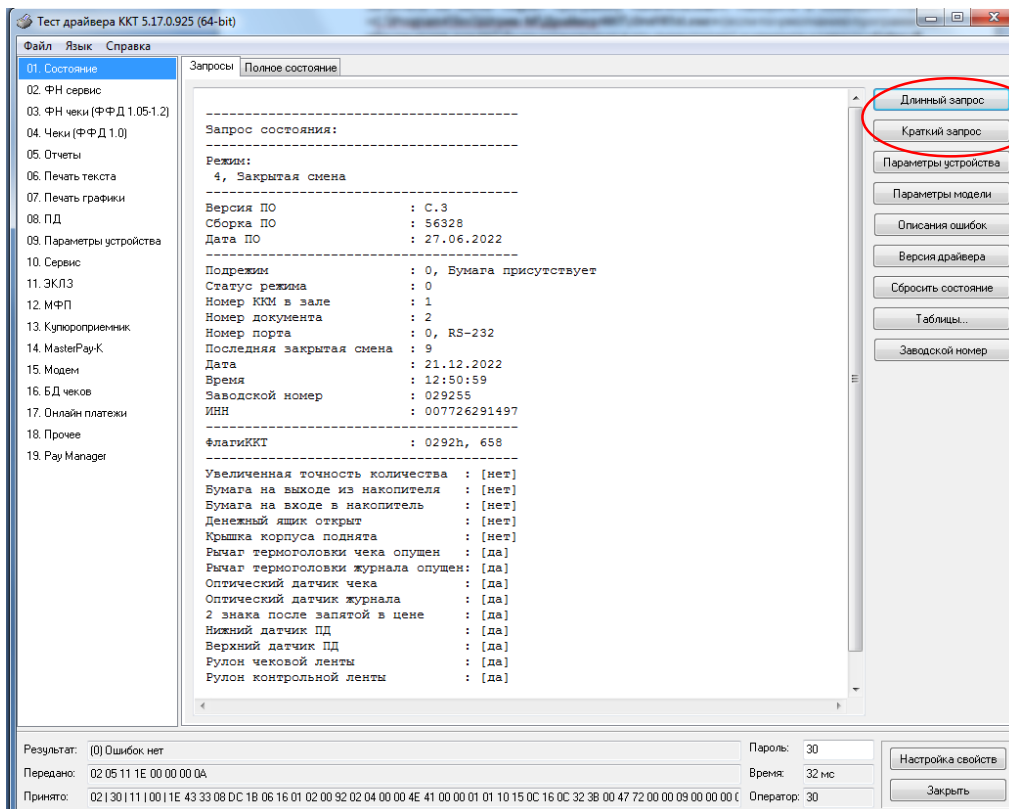 Тест драйвера ККТ 5.17.0.925 (64-bit)
Файл Язык Справка
01. Состояние
02. ФН сервис
03. ФН чеки (ФФД 1.05-1.2)
04. Чеки (ФФД 1.0)
05. Отчеты
06. Печать текста
07. Печать графики
08. ПД
09. Параметры устройства
10. Сервис
11. ЭКЛЗ
12. МФП
13. Купюроприемник
14. MasterPay-K
15. Модем
16. БД чеков
17. Онлайн платежи
18. Прочее
19. Pay Manager
Запросы Полное состояние
----------------------------------------
Запрос состояния:
----------------------------------------
Режим:
4, Закрытая смена
----------------------------------------
Версия ПО : C.3
Сборка ПО : 56328
Дата ПО : 27.06.2022
----------------------------------------
Подрежим : 0, Бумага присутствует
Статус режима : 0
Номер ККМ в зале : 1
Номер документа : 2
Номер порта : 0, RS-232
Последняя закрытая смена : 9
Дата : 21.12.2022
Время : 12:50:59
Заводской номер : 029255
ИНН : 007726291497
----------------------------------------
ФлагиККТ : 0292h, 658
----------------------------------------
Увеличенная точность количества : [нет]
Бумага на выходе из накопителя : [нет]
Бумага на входе в накопитель : [нет]
Денежный ящик открыт : [нет]
Крышка корпуса поднята : [нет]
Рычаг термоголовки чека опущен : [да]
Рычаг термоголовки журнала опущен: [да]
Оптический датчик чека : [да]
Оптический датчик журнала : [да]
2 знака после запятой в цене : [да]
Нижний датчик ПД : [да]
Верхний датчик ПД : [да]
Рулон чековой ленты : [да]
Рулон контрольной ленты : [да]
Длинный запрос
Краткий запрос
Параметры устройства
Параметры модели
Описания ошибок
Версия драйвера
Сбросить состояние
Таблицы...
Заводской номер
Результат: (0) Ошибок нет
Передано: 02 05 11 1E 00 00 00 0A
Принято: 02 | 30 | 11 | 00 | 1E 43 33 08 DC 1B 06 16 01 02 00 92 02 04 00 00 4E 41 00 00 01 01 10 15 0C 16 0C 32 3B 00 47 72 00 00 09 00 00 00
Пароль: 30
Время: 32 мс
Оператор: 30
Настройка свойств
Закрыть